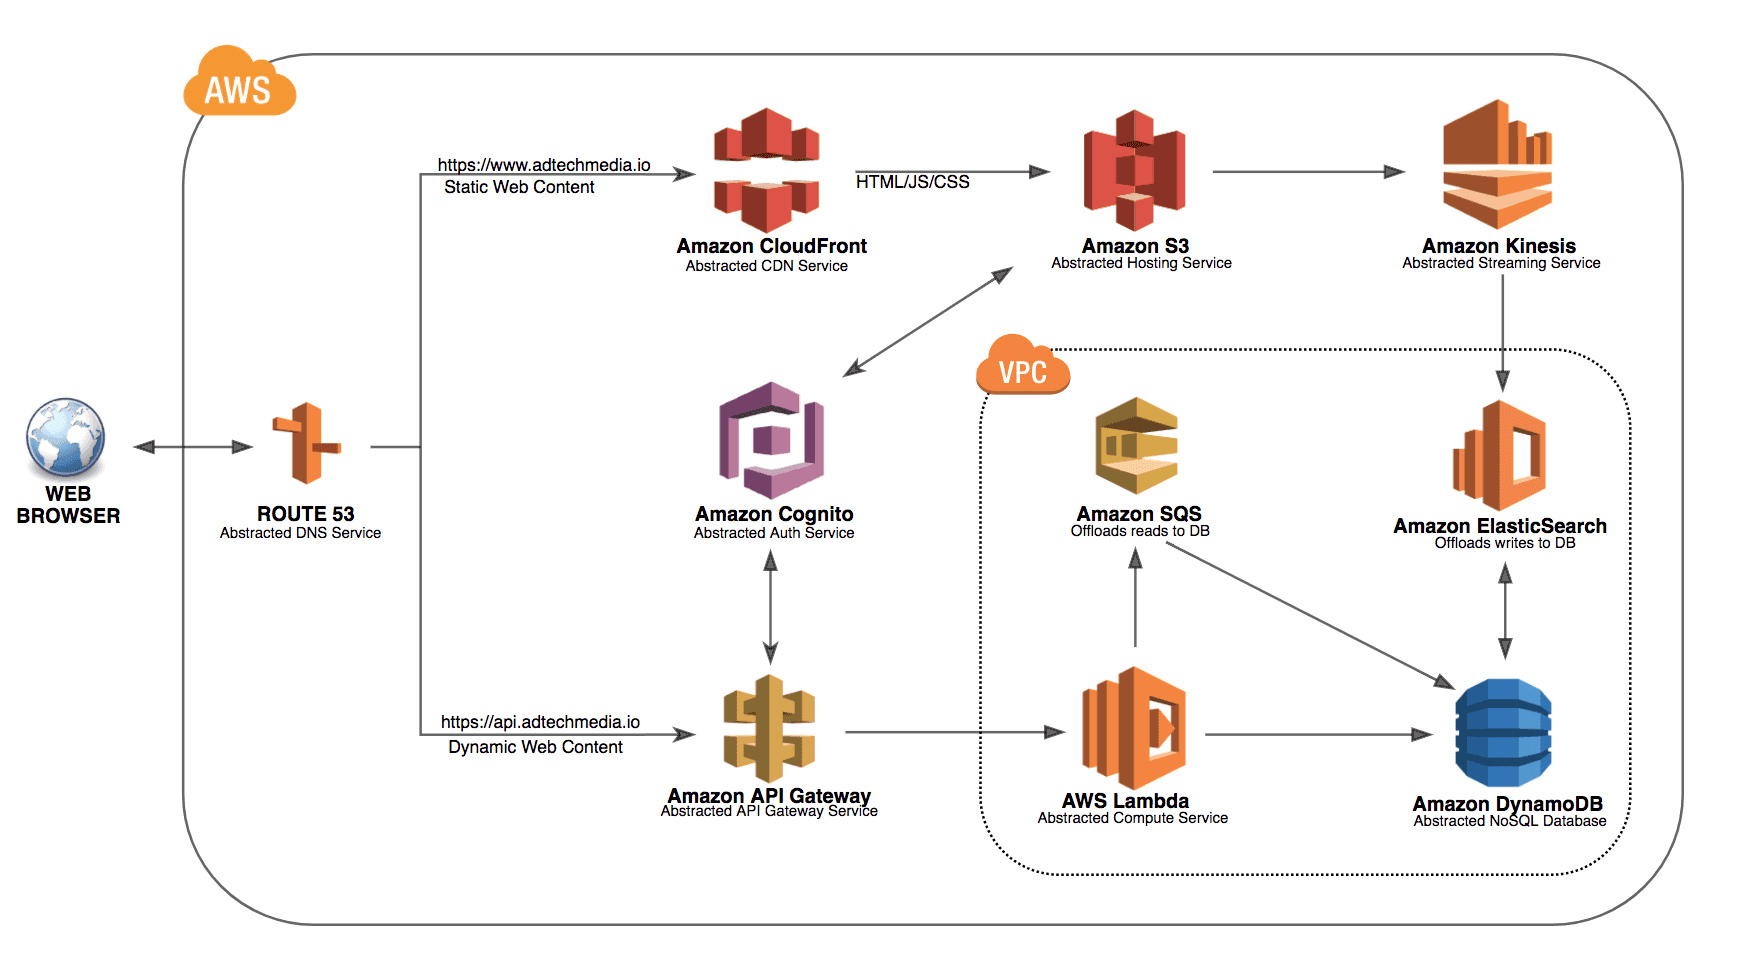 AWS
https://www.adtechmedia.io
Static Web Content
HTML/JS/CSS
Amazon CloudFront
Abstracted CDN Service
Amazon S3
Abstracted Hosting Service
Amazon Kinesis
Abstracted Streaming Service
VPC
WEB
BROWSER
ROUTE 53
Abstracted DNS Service
Amazon Cognito
Abstracted Auth Service
Amazon SQS
Offloads reads to DB
Amazon ElasticSearch
Offloads writes to DB
https://api.adtechmedia.io
Dynamic Web Content
Amazon API Gateway
Abstracted API Gateway Service
AWS Lambda
Abstracted Compute Service
Amazon DynamoDB
Abstracted NoSQL Database